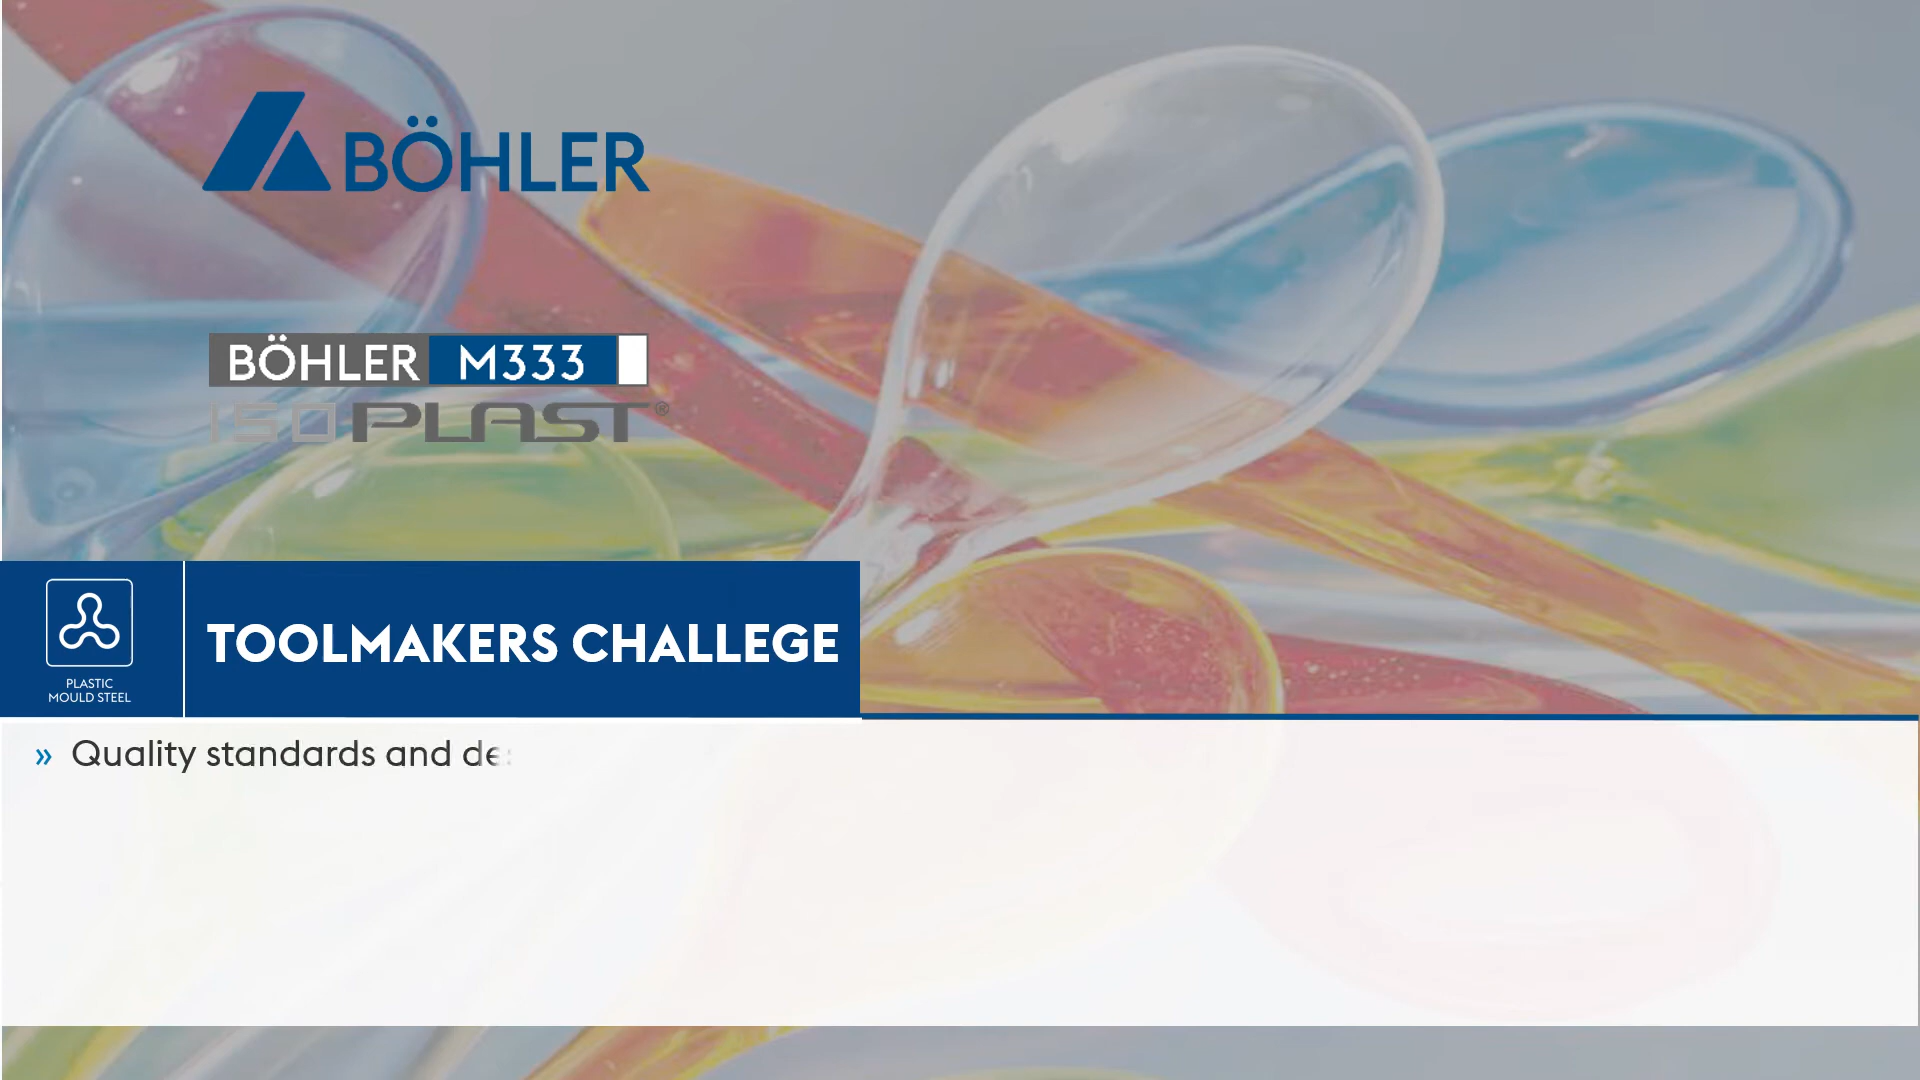 BÖHLER
BÖHLER M333
ISOPLAST®
TOOLMAKERS CHALLEGE
PLASTIC
MOULD STEEL
» Quality standards and